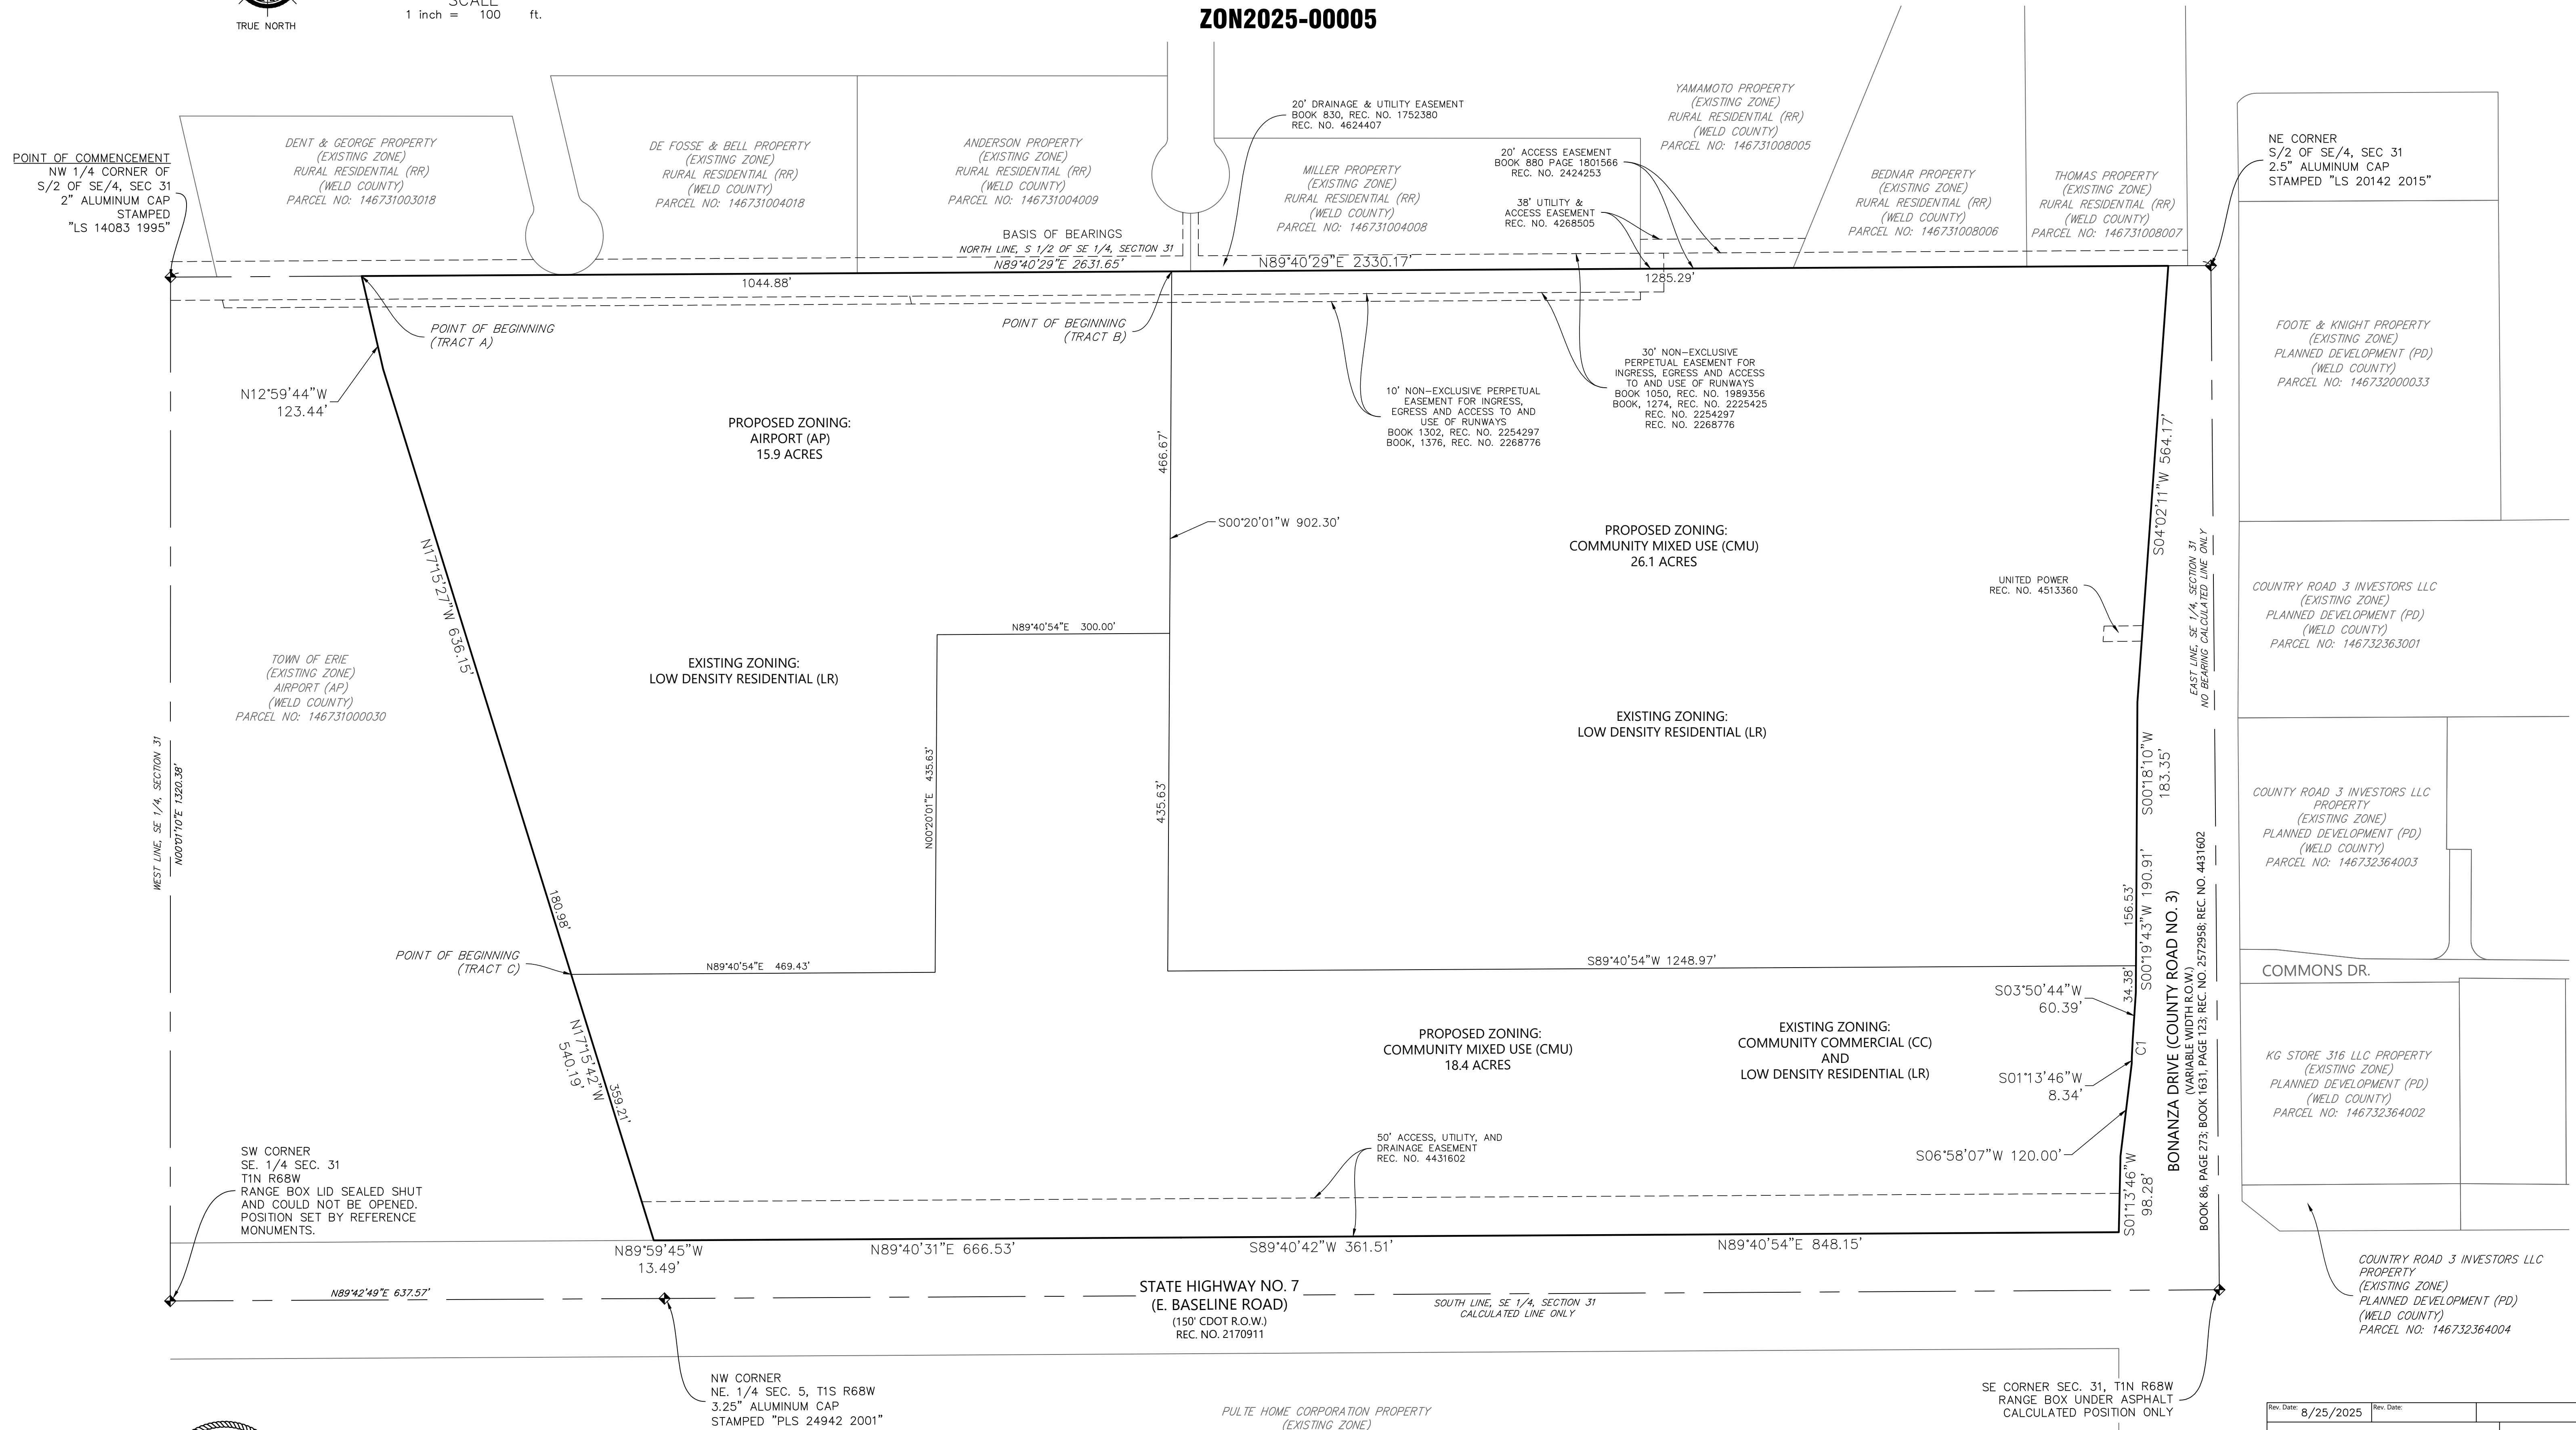 SCALE
1 inch = 100 ft.
TRUE NORTH
ZON2025-00005
POINT OF COMMENCEMENT
NW 1/4 CORNER OF
S/2 OF SE/4, SEC 31
2" ALUMINUM CAP
STAMPED
"LS 14083 1995"
DENT & GEORGE PROPERTY
(EXISTING ZONE)
RURAL RESIDENTIAL (RR)
(WELD COUNTY)
PARCEL NO: 146731003018
DE FOSSE & BELL PROPERTY
(EXISTING ZONE)
RURAL RESIDENTIAL (RR)
(WELD COUNTY)
PARCEL NO: 146731004018
ANDERSON PROPERTY
(EXISTING ZONE)
RURAL RESIDENTIAL (RR)
(WELD COUNTY)
PARCEL NO: 146731004009
20' DRAINAGE & UTILITY EASEMENT
BOOK 830, REC. NO. 1752380
REC. NO. 4624407
MILLER PROPERTY
(EXISTING ZONE)
RURAL RESIDENTIAL (RR)
(WELD COUNTY)
PARCEL NO: 146731004008
20' ACCESS EASEMENT
BOOK 880 PAGE 1801566
REC. NO. 2424253
38' UTILITY &
ACCESS EASEMENT
REC. NO. 4268505
YAMAMOTO PROPERTY
(EXISTING ZONE)
RURAL RESIDENTIAL (RR)
(WELD COUNTY)
PARCEL NO: 146731008005
BEDNAR PROPERTY
(EXISTING ZONE)
RURAL RESIDENTIAL (RR)
(WELD COUNTY)
PARCEL NO: 146731008006
THOMAS PROPERTY
(EXISTING ZONE)
RURAL RESIDENTIAL (RR)
(WELD COUNTY)
PARCEL NO: 146731008007
NE CORNER
S/2 OF SE/4, SEC 31
2.5" ALUMINUM CAP
STAMPED "LS 20142 2015"
BASIS OF BEARINGS
NORTH LINE, S 1/2 OF SE 1/4, SECTION 31
N89°40'29"E 2631.65'
N89°40'29"E 2330.17'
1044.88'
1285.29'
POINT OF BEGINNING
(TRACT A)
POINT OF BEGINNING
(TRACT B)
N12°59'44"W
123.44'
10' NON-EXCLUSIVE PERPETUAL
EASEMENT FOR INGRESS,
EGRESS AND ACCESS TO AND
USE OF RUNWAYS
BOOK 1302, REC. NO. 2254297
BOOK, 1376, REC. NO. 2268776
30' NON-EXCLUSIVE
PERPETUAL EASEMENT FOR
INGRESS, EGRESS AND ACCESS
TO AND USE OF RUNWAYS
BOOK 1050, REC. NO. 1989356
BOOK, 1274, REC. NO. 2225425
REC. NO. 2254297
REC. NO. 2268776
FOOTE & KNIGHT PROPERTY
(EXISTING ZONE)
PLANNED DEVELOPMENT (PD)
(WELD COUNTY)
PARCEL NO: 146732000033
PROPOSED ZONING:
AIRPORT (AP)
15.9 ACRES
466.67'
S00°20'01"W 902.30'
PROPOSED ZONING:
COMMUNITY MIXED USE (CMU)
26.1 ACRES
S04°02'11"W 564.17'
EAST LINE, SE 1/4, SECTION 31
NO BEARING CALCULATED LINE ONLY
UNITED POWER
REC. NO. 4513360
COUNTRY ROAD 3 INVESTORS LLC
(EXISTING ZONE)
PLANNED DEVELOPMENT (PD)
(WELD COUNTY)
PARCEL NO: 146732363001
N17°15'27"W 636.15'
N89°40'54"E 300.00'
TOWN OF ERIE
(EXISTING ZONE)
AIRPORT (AP)
(WELD COUNTY)
PARCEL NO: 146731000030
EXISTING ZONING:
LOW DENSITY RESIDENTIAL (LR)
EXISTING ZONING:
LOW DENSITY RESIDENTIAL (LR)
WEST LINE, SE 1/4, SECTION 31
N00°01'10"E 1320.38'
N00°20'01"E 435.63'
435.63'
S00°18'10"W
183.35'
COUNTY ROAD 3 INVESTORS LLC
PROPERTY
(EXISTING ZONE)
PLANNED DEVELOPMENT (PD)
(WELD COUNTY)
PARCEL NO: 146732364003
180.98'
156.53'
S00°19'43"W 190.91'
POINT OF BEGINNING
(TRACT C)
N89°40'54"E 469.43'
S89°40'54"W 1248.97'
34.38'
COMMONS DR.
S03°50'44"W
60.39'
C1
S01°13'46"W
8.34'
S06°58'07"W 120.00'
S01°13'46"W
98.28'
BONANZA DRIVE (COUNTY ROAD NO. 3)
(VARIABLE WIDTH R.O.W.)
BOOK 86, PAGE 273; BOOK 1631, PAGE 123; REC. NO. 2572958; REC. NO. 4431602
N17°15'42"W
540.19'
359.21'
PROPOSED ZONING:
COMMUNITY MIXED USE (CMU)
18.4 ACRES
EXISTING ZONING:
COMMUNITY COMMERCIAL (CC)
AND
LOW DENSITY RESIDENTIAL (LR)
KG STORE 316 LLC PROPERTY
(EXISTING ZONE)
PLANNED DEVELOPMENT (PD)
(WELD COUNTY)
PARCEL NO: 146732364002
50' ACCESS, UTILITY, AND
DRAINAGE EASEMENT
REC. NO. 4431602
SW CORNER
SE. 1/4 SEC. 31
T1N R68W
RANGE BOX LID SEALED SHUT
AND COULD NOT BE OPENED.
POSITION SET BY REFERENCE
MONUMENTS.
N89°59'45"W
13.49'
N89°40'31"E 666.53'
S89°40'42"W 361.51'
N89°40'54"E 848.15'
N89°42'49"E 637.57'
STATE HIGHWAY NO. 7
(E. BASELINE ROAD)
(150' CDOT R.O.W.)
REC. NO. 2170911
SOUTH LINE, SE 1/4, SECTION 31
CALCULATED LINE ONLY
COUNTRY ROAD 3 INVESTORS LLC
PROPERTY
(EXISTING ZONE)
PLANNED DEVELOPMENT (PD)
(WELD COUNTY)
PARCEL NO: 146732364004
NW CORNER
NE. 1/4 SEC. 5, T1S R68W
3.25" ALUMINUM CAP
STAMPED "PLS 24942 2001"
PULTE HOME CORPORATION PROPERTY
(EXISTING ZONE)
SE CORNER SEC. 31, T1N R68W
RANGE BOX UNDER ASPHALT
CALCULATED POSITION ONLY
Rev. Date: 8/25/2025 Rev. Date: